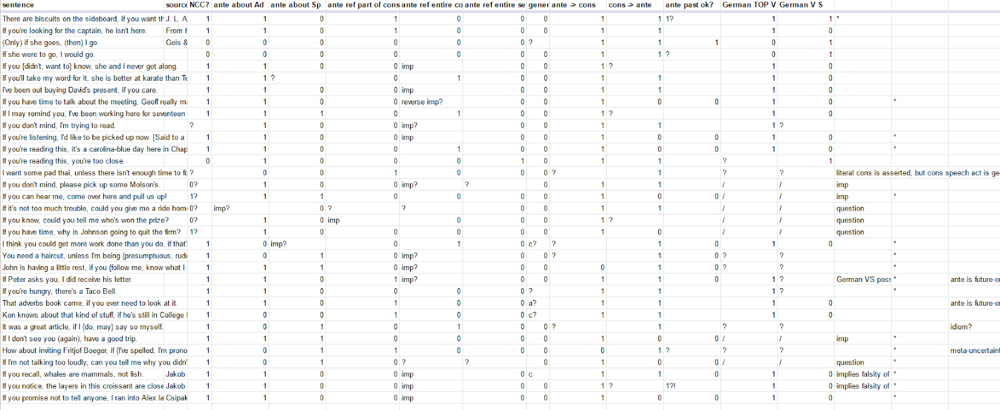 sentence source NCC? ante about Ad ante about Sp ante ref part of cons ante ref entire co ante ref entire se gener ante -> cons cons -> ante ante past ok? German TOP V German V S
There are biscuits on the sideboard, if you want th J. L. A 1 1 0 1 0 0 0 1 1 1? 1 1 *
If you're looking for the captain, he isn't here. From H 1 1 0 1 0 0 0 1 1 1 0
(Only) if she goes, (then) I go. Geis & 0 0 0 0 0 0 ? 1 1 1 0 1
If she were to go, I would go. 0 0 0 0 0 0 0 1 1 ? 0 1
If you {didn't, want to} know, she and I never got along. 1 1 0 0 imp 0 0 1 ? 1 0
If you'll take my word for it, she is better at karate than Te 1 1 ? 0 1 0 0 1 1 1 0
I've been out buying David's present, if you care. 1 1 0 0 imp 0 0 1 1 1 0
If you have time to talk about the meeting, Geoff really ma 1 1 0 0 reverse imp? 0 0 1 0 0 1 0 *
If I may remind you, I've been working here for seventeen 1 1 1 0 1 0 0 1 ? 1 0
If you don't mind, I'm trying to read. ? 1 0 0 imp? 0 0 1 1 1 ?
If you're listening, I'd like to be picked up now. [Said to a 1 1 0 0 imp 0 0 1 0 0 1 0 *
If you're reading this, it's a carolina-blue day here in Chap 1 1 0 0 1 0 0 1 0 0 1 0 *
If you're reading this, you're too close. 0 1 0 0 0 1 0 1 1 ? 1
I want some pad thai, unless there isn't enough time to fi ? 0 0 1 0 0 0 ? 1 ? ? literal cons is asserted, but cons speech act is ge
If you don't mind, please pick up some Molson's. 0? 1 0 0 imp? ? 0 1 1 / / imp
If you can hear me, come over here and pull us up! 1? 1 1 0 0 0 0 1 0 0 / / imp *
If it's not too much trouble, could you give me a ride hom 0? imp? 0 ? ? 0 0 1 1 / / question
If you know, could you tell me who's won the prize? 0? 1 0 imp 0 0 0 1 ? / / question
If you have time, why is Johnson going to quit the firm? 1? 1 0 0 0 0 0 1 0 / / question
I think you could get more work done than you do, if that' 1 0 imp? 0 1 0 c? ? 1 0 1 0 *
You need a haircut, unless I'm being {presumptuous, rude 1 0 1 0 imp? 0 0 ? 1 0 ? ? *
John is having a little rest, if you {follow me, know what I 1 1 1 0 imp? 0 0 0 1 0 ? ? *
If Peter asks you, I did receive his letter. 1 1 0 1 imp? 0 0 1 1 0 1 ? German VS poss * ante is future-or
If you're hungry, there's a Taco Bell. 1 1 0 0 0 0 ? 1 1 1 ? *
That adverbs book came, if you ever need to look at it. 1 1 0 1 0 0 a? 1 1 1 0 ante is future-or
Ken knows about that kind of stuff, if he's still in College 1 0 0 1 0 0 c? 1 1 1 0
It was a great article, if I {do, may} say so myself. 1 0 1 0 1 0 0 ? 1 ? ? idiom?
If I don't see you (again), have a good trip. 1 1 1 0 0 0 0 1 0 0 / / imp *
How about inviting Fritjof Boeger, if {I've spelled, I'm prono 1 0 1 1 0 0 0 0 1 ? ? ? * meta-uncertaint
If I'm not talking too loudly, can you tell me why you didn' 1 0 1 0 ? ? 0 1 0 0 / / question *
If you recall, whales are mammals, not fish. Jakob 1 1 0 0 imp 0 c 1 1 0 1 0 implies falsity of *
If you notice, the layers in this croissant are close Jakob 1 1 0 0 imp 0 0 1 ? 1?! 1 0 implies falsity of *
If you promise not to tell anyone, I ran into Alex la Csipak 1 1 0 0 imp 0 0 1 0 0 1 0 *